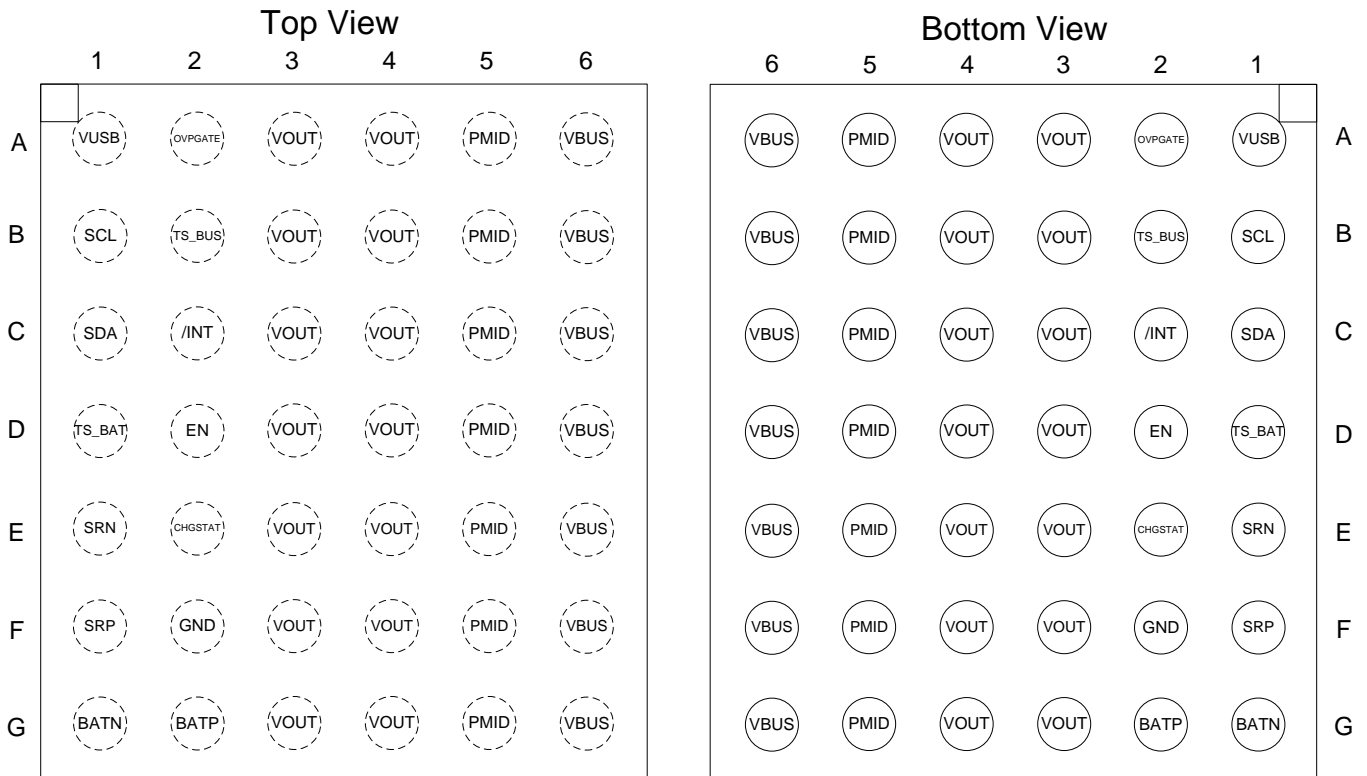 Top View
1 2 3 4 5 6
A VUSB OVPGATE VOUT VOUT PMID VBUS
B SCL TS_BUS VOUT VOUT PMID VBUS
C SDA /INT VOUT VOUT PMID VBUS
D TS_BAT EN VOUT VOUT PMID VBUS
E SRN CHGSTAT VOUT VOUT PMID VBUS
F SRP GND VOUT VOUT PMID VBUS
G BATN BATP VOUT VOUT PMID VBUS
Bottom View
6 5 4 3 2 1
VBUS PMID VOUT VOUT OVPGATE VUSB A
VBUS PMID VOUT VOUT TS_BUS SCL B
VBUS PMID VOUT VOUT /INT SDA C
VBUS PMID VOUT VOUT EN TS_BAT D
VBUS PMID VOUT VOUT CHGSTAT SRN E
VBUS PMID VOUT VOUT GND SRP F
VBUS PMID VOUT VOUT BATP BATN G